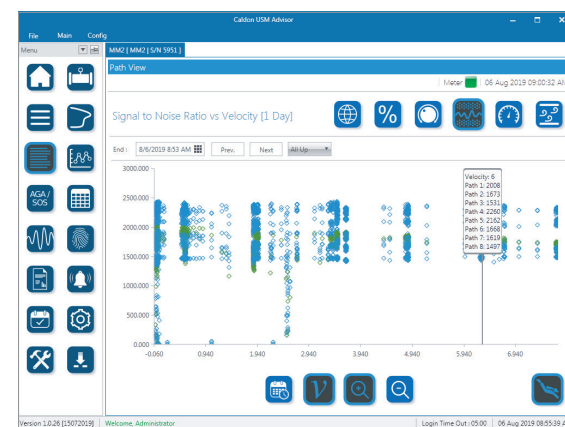 Caldon USM Advisor
File Main Config
Menu
MM2 [ MM2 | S/N 5951 ]
Path View
Meter 06 Aug 2019 09:00:32 AM
Signal to Noise Ratio vs Velocity [1 Day]
%
End : 8/6/2019 8:53 AM Prev. Next All Up
AGA /
SOS
3000.000
2500.000
2000.000
1500.000
1000.000
500.000
0.000
Velocity: 6
Path 1: 2008
Path 2: 1673
Path 3: 1531
Path 4: 2260
Path 5: 2162
Path 6: 1668
Path 7: 1619
Path 8: 1497
-0.060 0.940 1.940 2.940 3.940 4.940 5.940 6.940
V
Version 1.0.26 [15072019] Welcome, Administrator Login Time Out : 05:00 06 Aug 2019 08:55:39 A